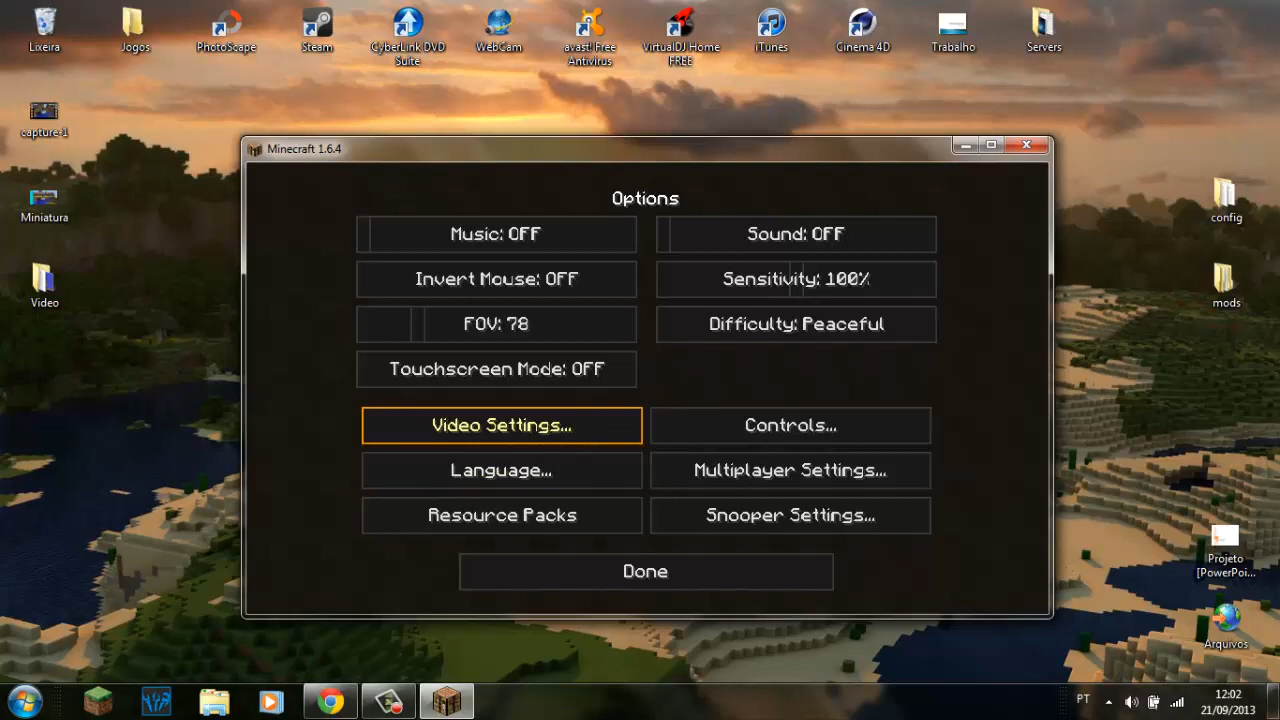 Lixeira
Jogos
PhotoScape
Steam
CyberLink DVD
Suite
WebCam
avast! Free
Antivirus
VirtualDJ Home
FREE
iTunes
Cinema 4D
Trabalho
Servers
capture-1
Miniatura
Video
config
mods
Projeto
[PowerPoi...
Arquivos
Minecraft 1.6.4
Options
Music: OFF
Sound: OFF
Invert Mouse: OFF
Sensitivity: 100%
FOV: 78
Difficulty: Peaceful
Touchscreen Mode: OFF
Video Settings...
Controls...
Language...
Multiplayer Settings...
Resource Packs
Snooper Settings...
Done
PT
12:02
21/09/2013